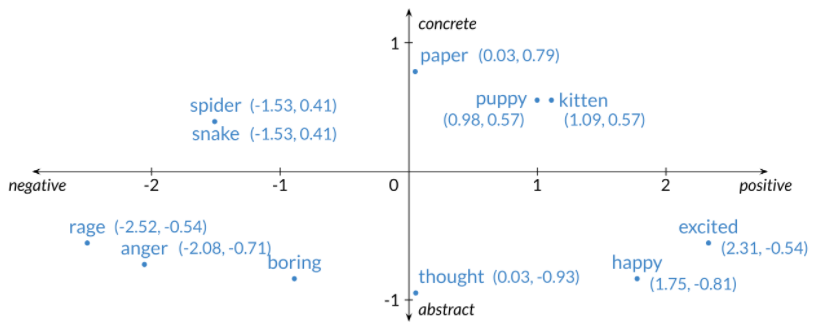 concrete
1
paper (0.03, 0.79)
spider (-1.53, 0.41)
puppy kitten
(0.98, 0.57) (1.09, 0.57)
snake (-1.53, 0.41)
negative -2 -1 0 1 2 positive
rage (-2.52, -0.54) excited
anger (-2.08, -0.71) (2.31, -0.54)
boring happy
thought (0.03, -0.93) (1.75, -0.81)
-1
abstract